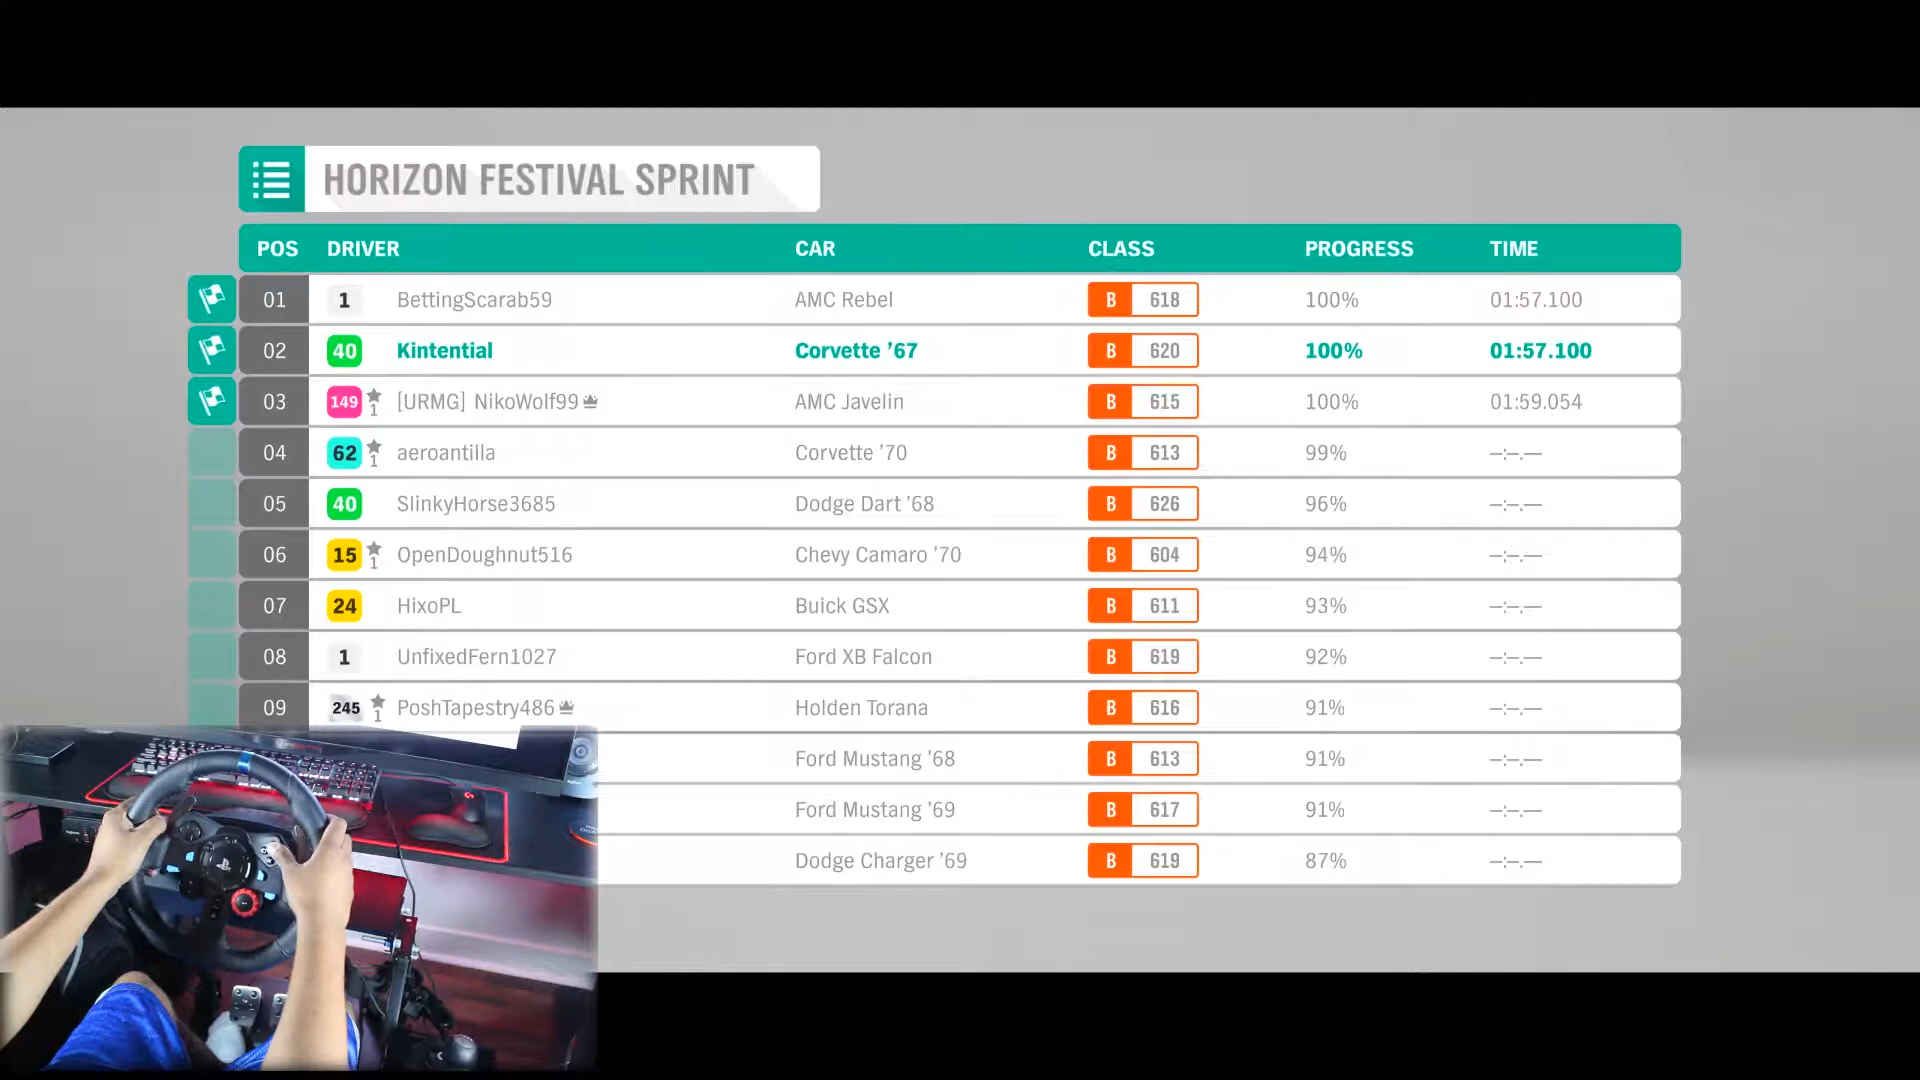 HORIZON FESTIVAL SPRINT
POS DRIVER CAR CLASS PROGRESS TIME
01 1 BettingScarab59 AMC Rebel B 618 100% 01:57.100
02 40 Kintential Corvette ’67 B 620 100% 01:57.100
03 149 1 [URMG] NikoWolf99 AMC Javelin B 615 100% 01:59.054
04 62 1 aeroantilla Corvette ’70 B 613 99% –:–.–
05 40 SlinkyHorse3685 Dodge Dart ’68 B 626 96% –:–.–
06 15 1 OpenDoughnut516 Chevy Camaro ’70 B 604 94% –:–.–
07 24 HixoPL Buick GSX B 611 93% –:–.–
08 1 UnfixedFern1027 Ford XB Falcon B 619 92% –:–.–
09 245 1 PoshTapestry486 Holden Torana B 616 91% –:–.–
Ford Mustang ’68 B 613 91% –:–.–
Ford Mustang ’69 B 617 91% –:–.–
Dodge Charger ’69 B 619 87% –:–.–